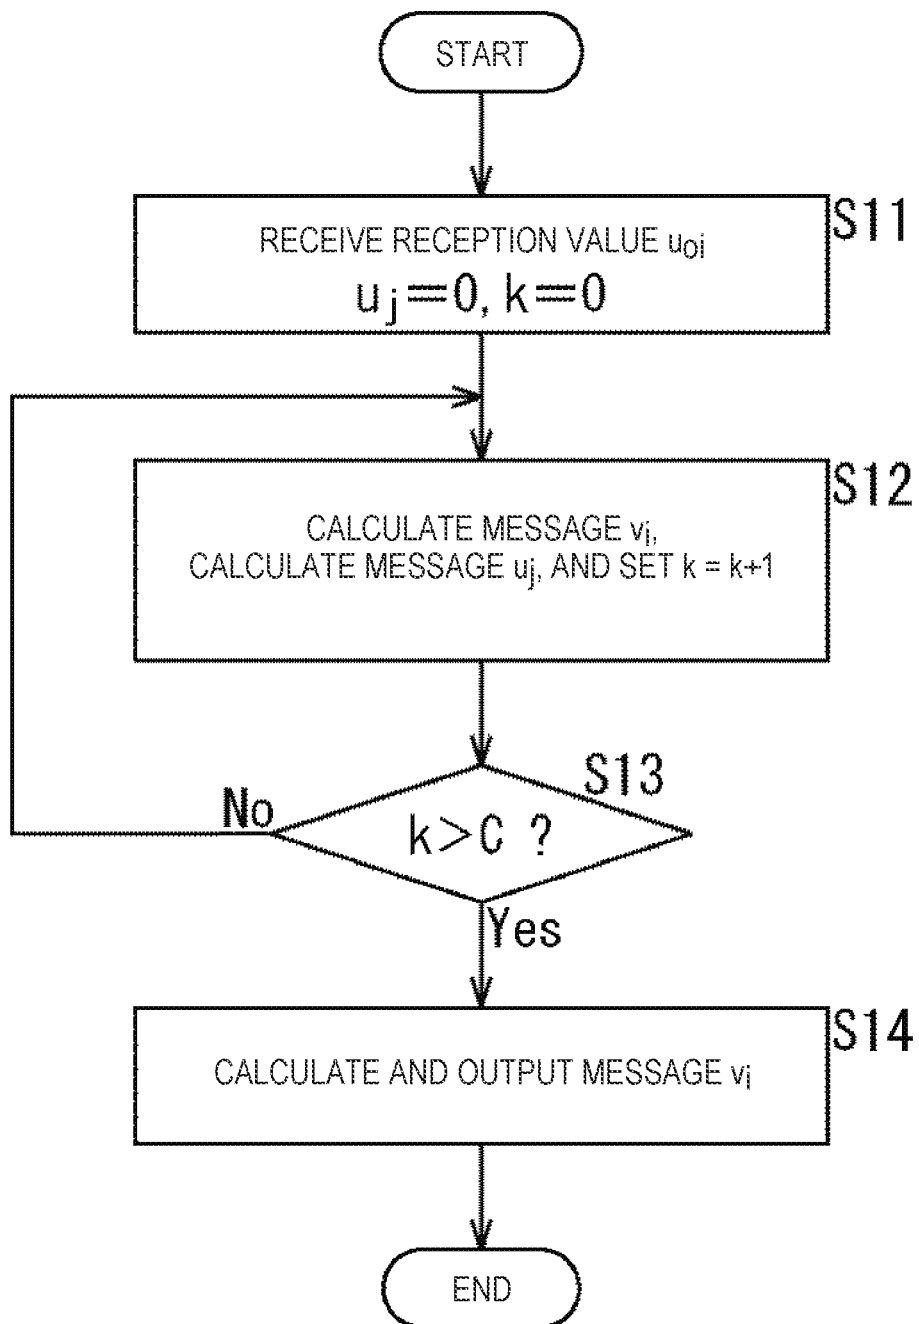 START
S11
RECEIVE RECEPTION VALUE u₀ᵢ
uⱼ=0, k=0
S12
CALCULATE MESSAGE vᵢ,
CALCULATE MESSAGE uⱼ, AND SET k = k+1
S13
No
k>C ?
Yes
S14
CALCULATE AND OUTPUT MESSAGE vᵢ
END